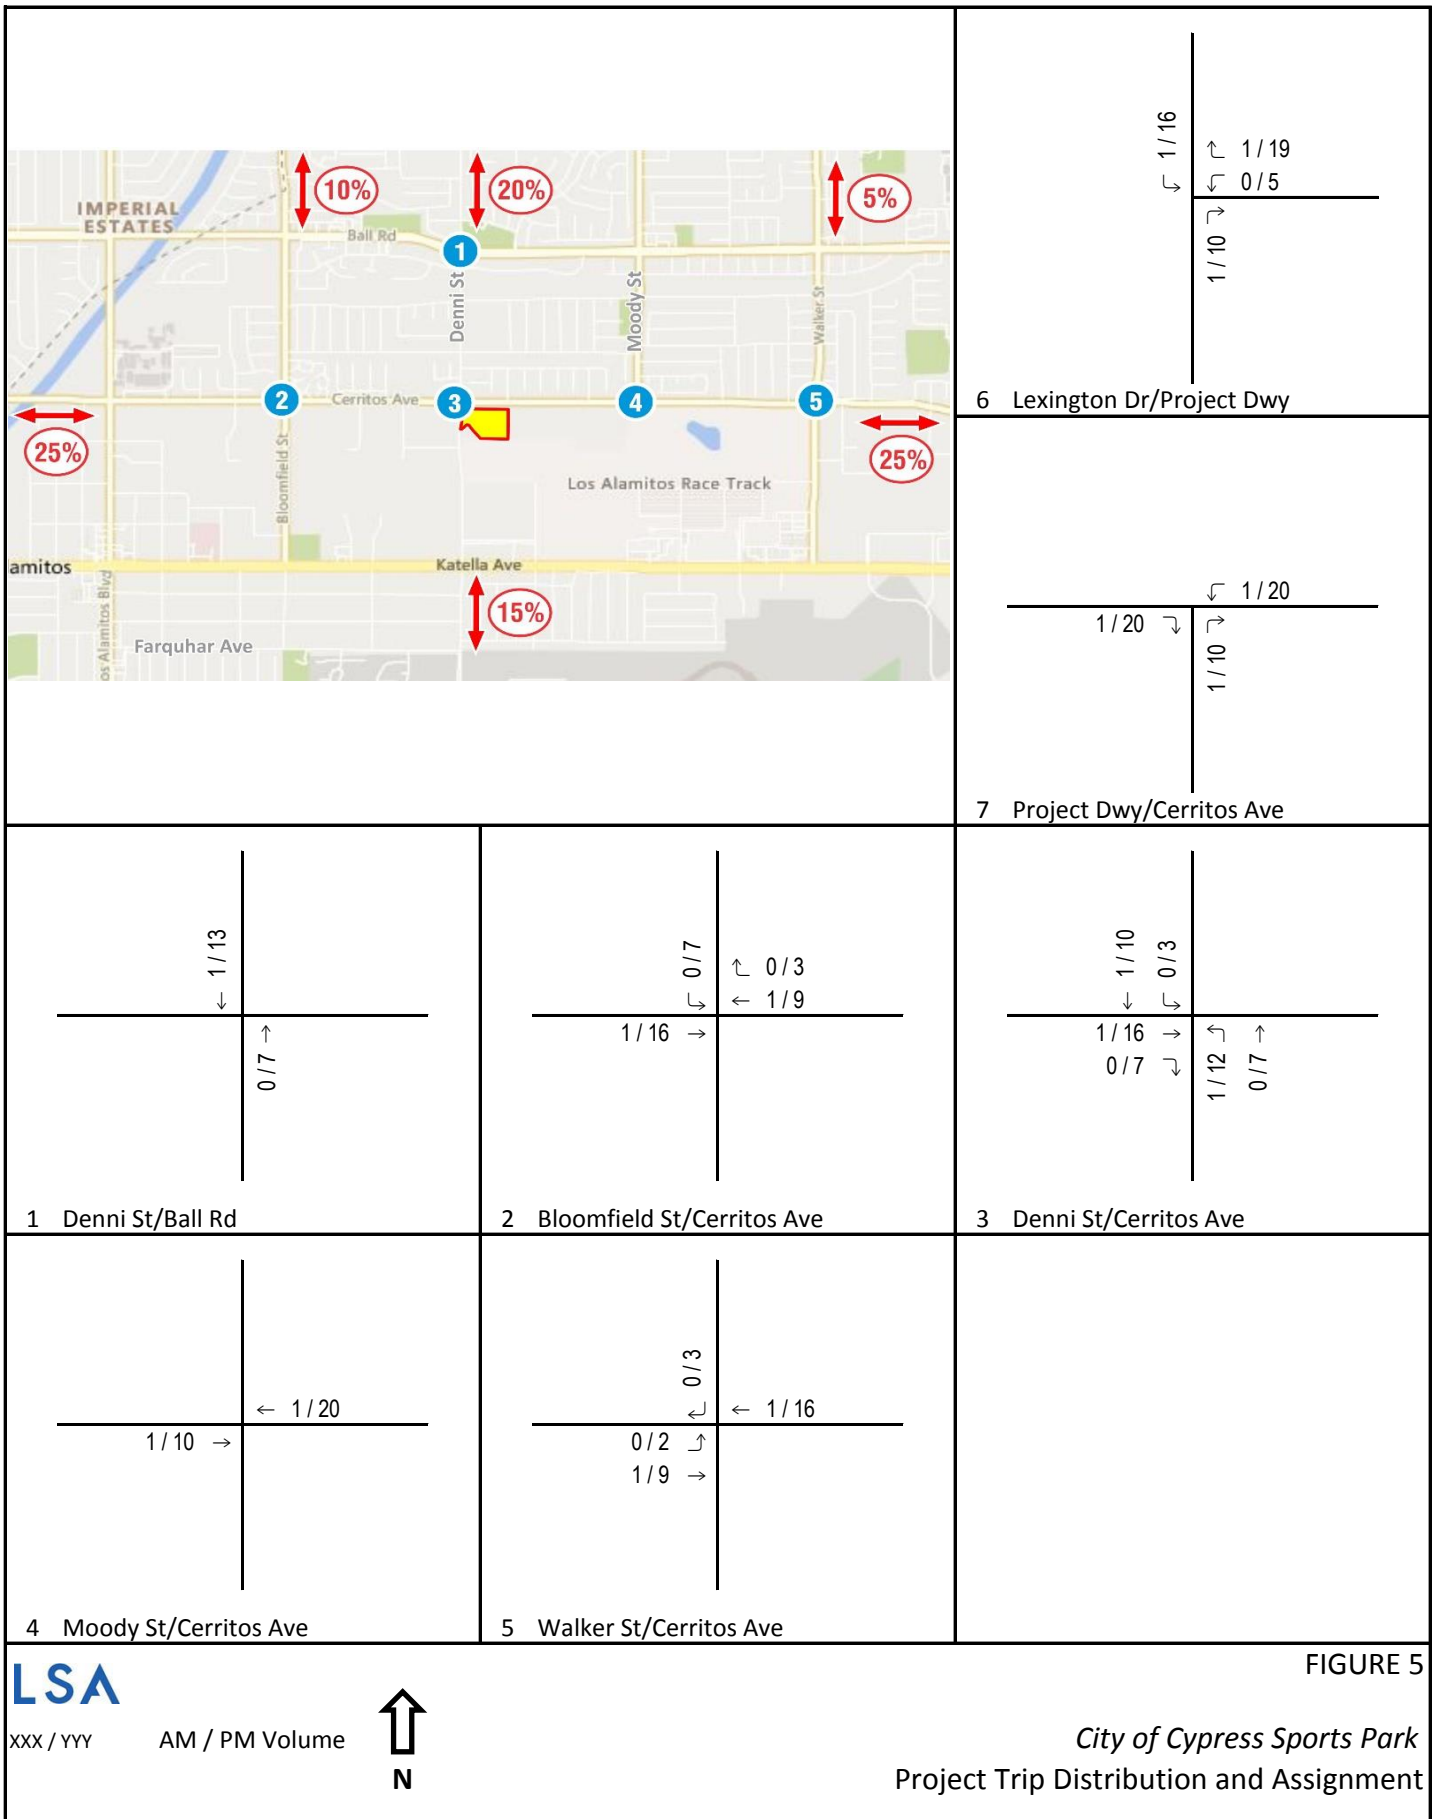 10%
20%
5%
IMPERIAL
ESTATES
Ball Rd
1
Denni St
Moody St
Walker St
2
Cerritos Ave
3
4
5
25%
25%
Bloomfield St
Los Alamitos Race Track
amitos
Katella Ave
os Alamitos Blvd
15%
Farquhar Ave
1 / 16
1 / 19
0 / 5
1 / 10
6 Lexington Dr/Project Dwy
1 / 20
1 / 20
1 / 10
7 Project Dwy/Cerritos Ave
1 / 13
0 / 7
1 Denni St/Ball Rd
0 / 7
0 / 3
1 / 9
1 / 16
2 Bloomfield St/Cerritos Ave
1 / 10
0 / 3
1 / 16
0 / 7
1 / 12
0 / 7
3 Denni St/Cerritos Ave
1 / 20
1 / 10
4 Moody St/Cerritos Ave
0 / 3
1 / 16
0 / 2
1 / 9
5 Walker St/Cerritos Ave
LSA
XXX / YYY AM / PM Volume
N
FIGURE 5
City of Cypress Sports Park
Project Trip Distribution and Assignment